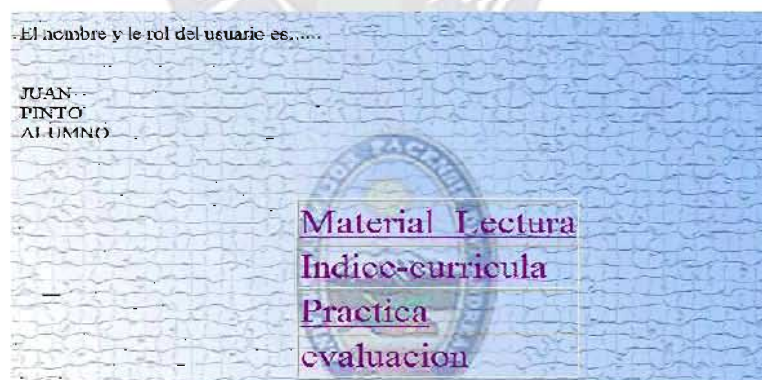 El nombre y le rol del usuario es......
JUAN
PINTO
ALUMNO
Material Lectura
Indice-curricula
Practica
evaluacion